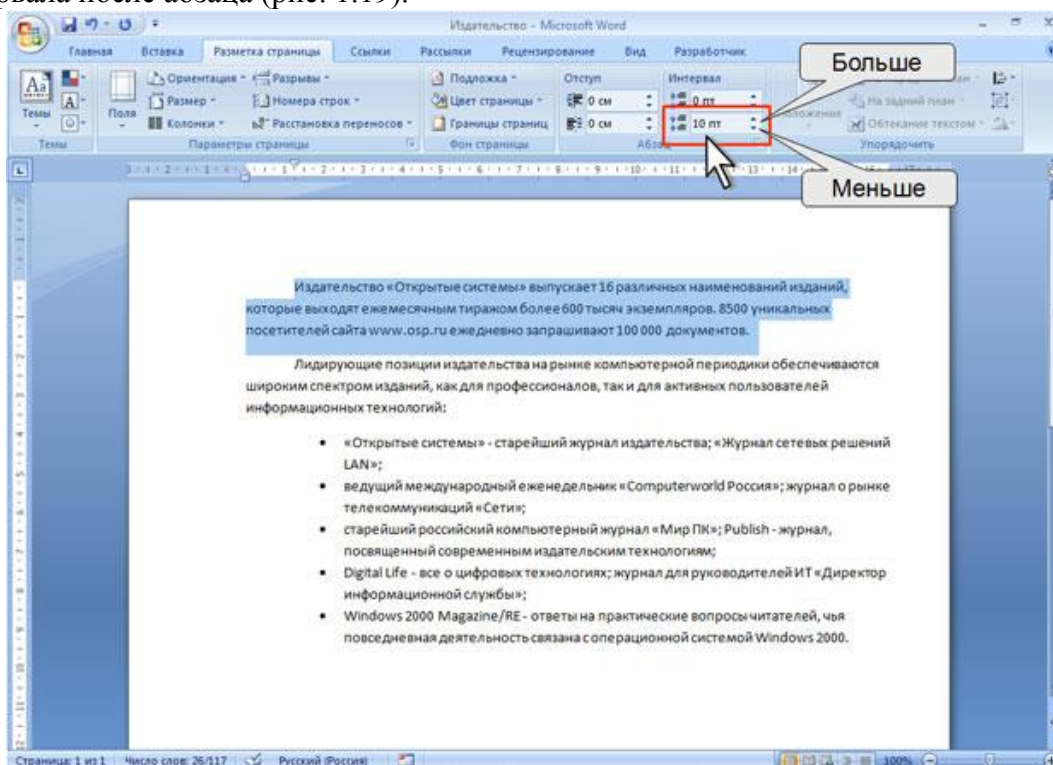 после абзаца (рис. 1.19).
Издательство - Microsoft Word
Главная Вставка Разметка страницы Ссылки Рассылки Рецензирование Вид Разработчик
Больше
Ориентация Разрывы Подложка Отступ Интервал
Размер Номера строк Цвет страницы 0 см 0 пт На задний план
Темы Поля Колонки Расстановка переносов Границы страниц 0 см 10 пт Обтекание текстом
Темы Параметры страницы Фон страницы Упорядочить
Меньше
Издательство «Открытые системы» выпускает 16 различных наименований изданий,
которые выходят ежемесячным тиражом более 600 тысяч экземпляров. 8500 уникальных
посетителей сайта www.osp.ru ежедневно запрашивают 100 000 документов.
Лидирующие позиции издательства на рынке компьютерной периодики обеспечиваются
широким спектром изданий, как для профессионалов, так и для активных пользователей
информационных технологий:
• «Открытые системы» - старейший журнал издательства; «Журнал сетевых решений
LAN»;
• ведущий международный еженедельник «Computerworld Россия»; журнал о рынке
телекоммуникаций «Сети»;
• старейший российский компьютерный журнал «Мир ПК»; Publish - журнал,
посвященный современным издательским технологиям;
• Digital Life - все о цифровых технологиях; журнал для руководителей ИТ «Директор
информационной службы»;
• Windows 2000 Magazine/RE - ответы на практические вопросы читателей, чья
повседневная деятельность связана с операционной системой Windows 2000.
Страница: 1 из 1 Число слов: 26/117 Русский (Россия) 100%